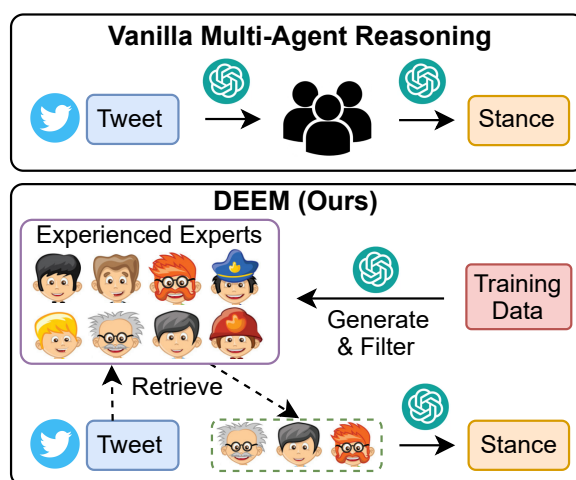 Vanilla Multi-Agent Reasoning
Tweet
Stance
DEEM (Ours)
Experienced Experts
Generate
& Filter
Training
Data
Retrieve
Tweet
Stance